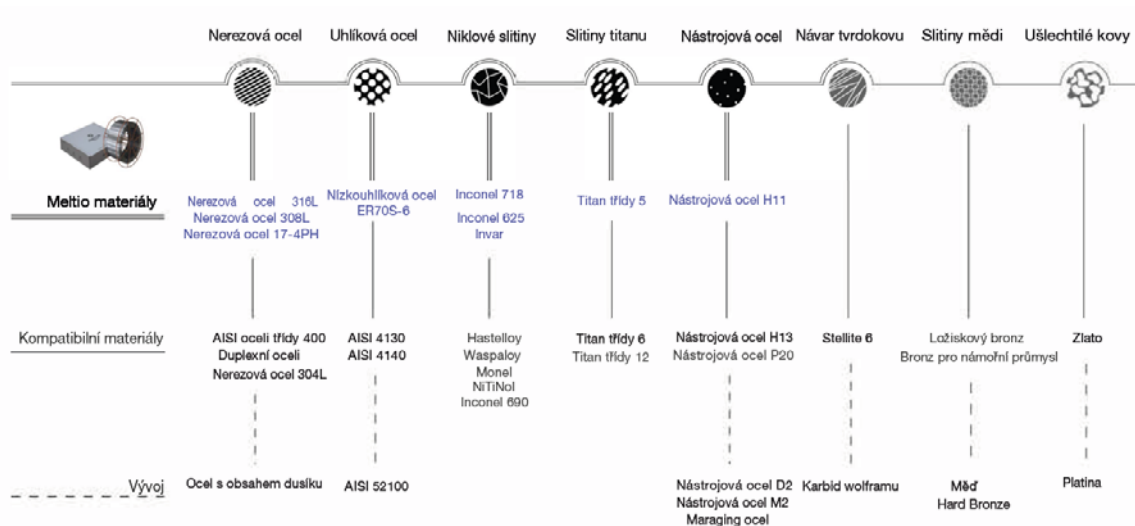 Nerezová ocel Uhlíková ocel Niklové slitiny Slitiny titanu Nástrojová ocel Návar tvrdokovu Slitiny mědi Ušlechtilé kovy
Meltio materiály
Nerezová ocel 316L
Nerezová ocel 308L
Nerezová ocel 17-4PH
Nízkouhlíková ocel
ER70S-6
Inconel 718
Inconel 625
Invar
Titan třídy 5
Nástrojová ocel H11
Kompatibilní materiály
AISI oceli třídy 400
Duplexní oceli
Nerezová ocel 304L
AISI 4130
AISI 4140
Hastelloy
Waspaloy
Monel
NiTiNol
Inconel 690
Titan třídy 6
Titan třídy 12
Nástrojová ocel H13
Nástrojová ocel P20
Stellite 6
Ložiskový bronz
Bronz pro námořní průmysl
Zlato
Vývoj
Ocel s obsahem dusíku
AISI 52100
Nástrojová ocel D2
Nástrojová ocel M2
Maraging ocel
Karbid wolframu
Měď
Hard Bronze
Platina